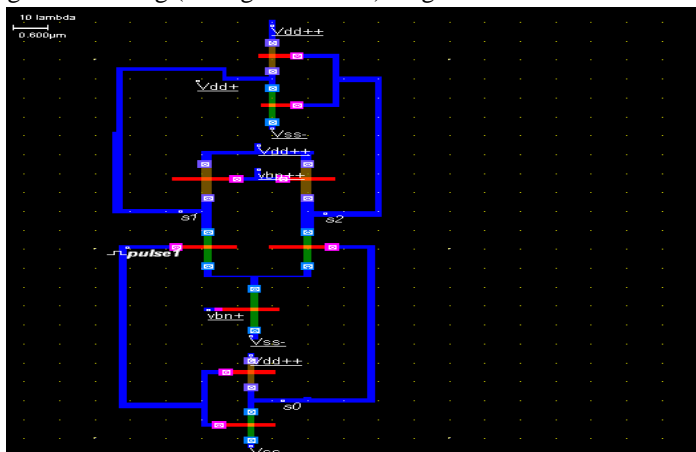 10 lambda
0.600µm
Vdd++
Vdd+
Vss-
Vdd++
vbp++
s1
s2
pulse1
vbn+
Vss-
Vdd++
s0